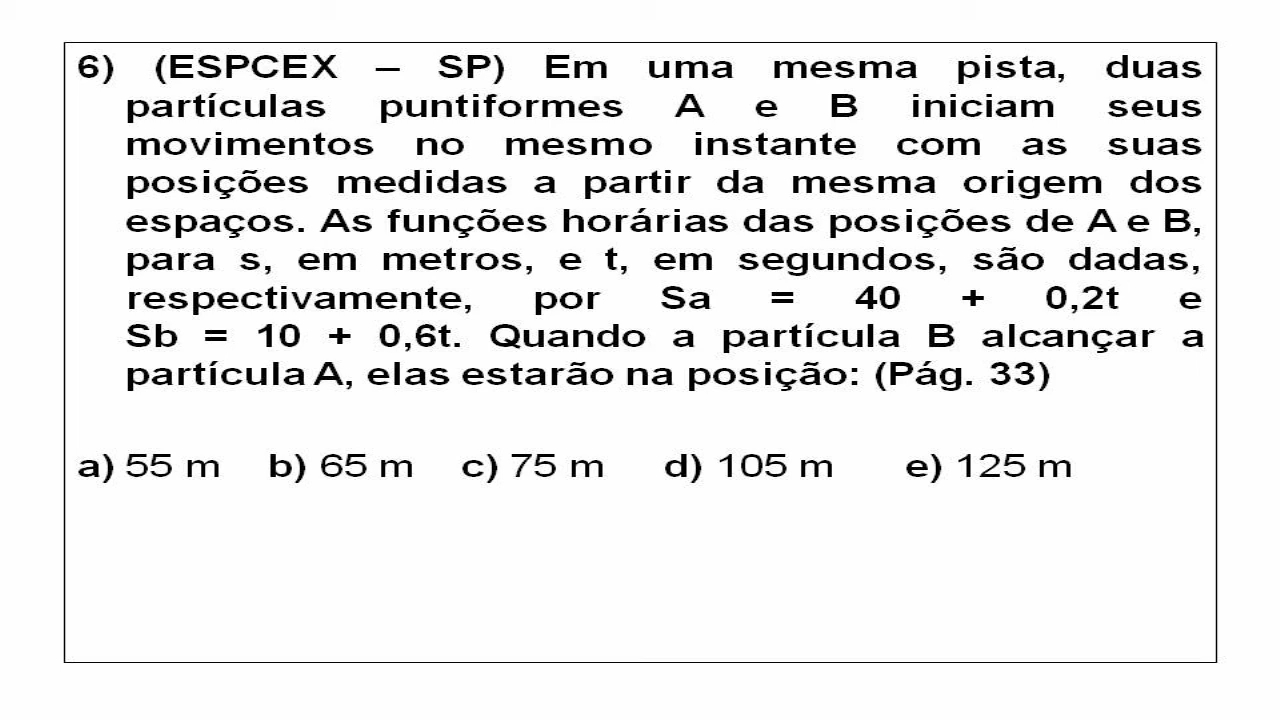 6) (ESPCEX – SP) Em uma mesma pista, duas
partículas puntiformes A e B iniciam seus
movimentos no mesmo instante com as suas
posições medidas a partir da mesma origem dos
espaços. As funções horárias das posições de A e B,
para s, em metros, e t, em segundos, são dadas,
respectivamente, por Sa = 40 + 0,2t e
Sb = 10 + 0,6t. Quando a partícula B alcançar a
partícula A, elas estarão na posição: (Pág. 33)
a) 55 m b) 65 m c) 75 m d) 105 m e) 125 m